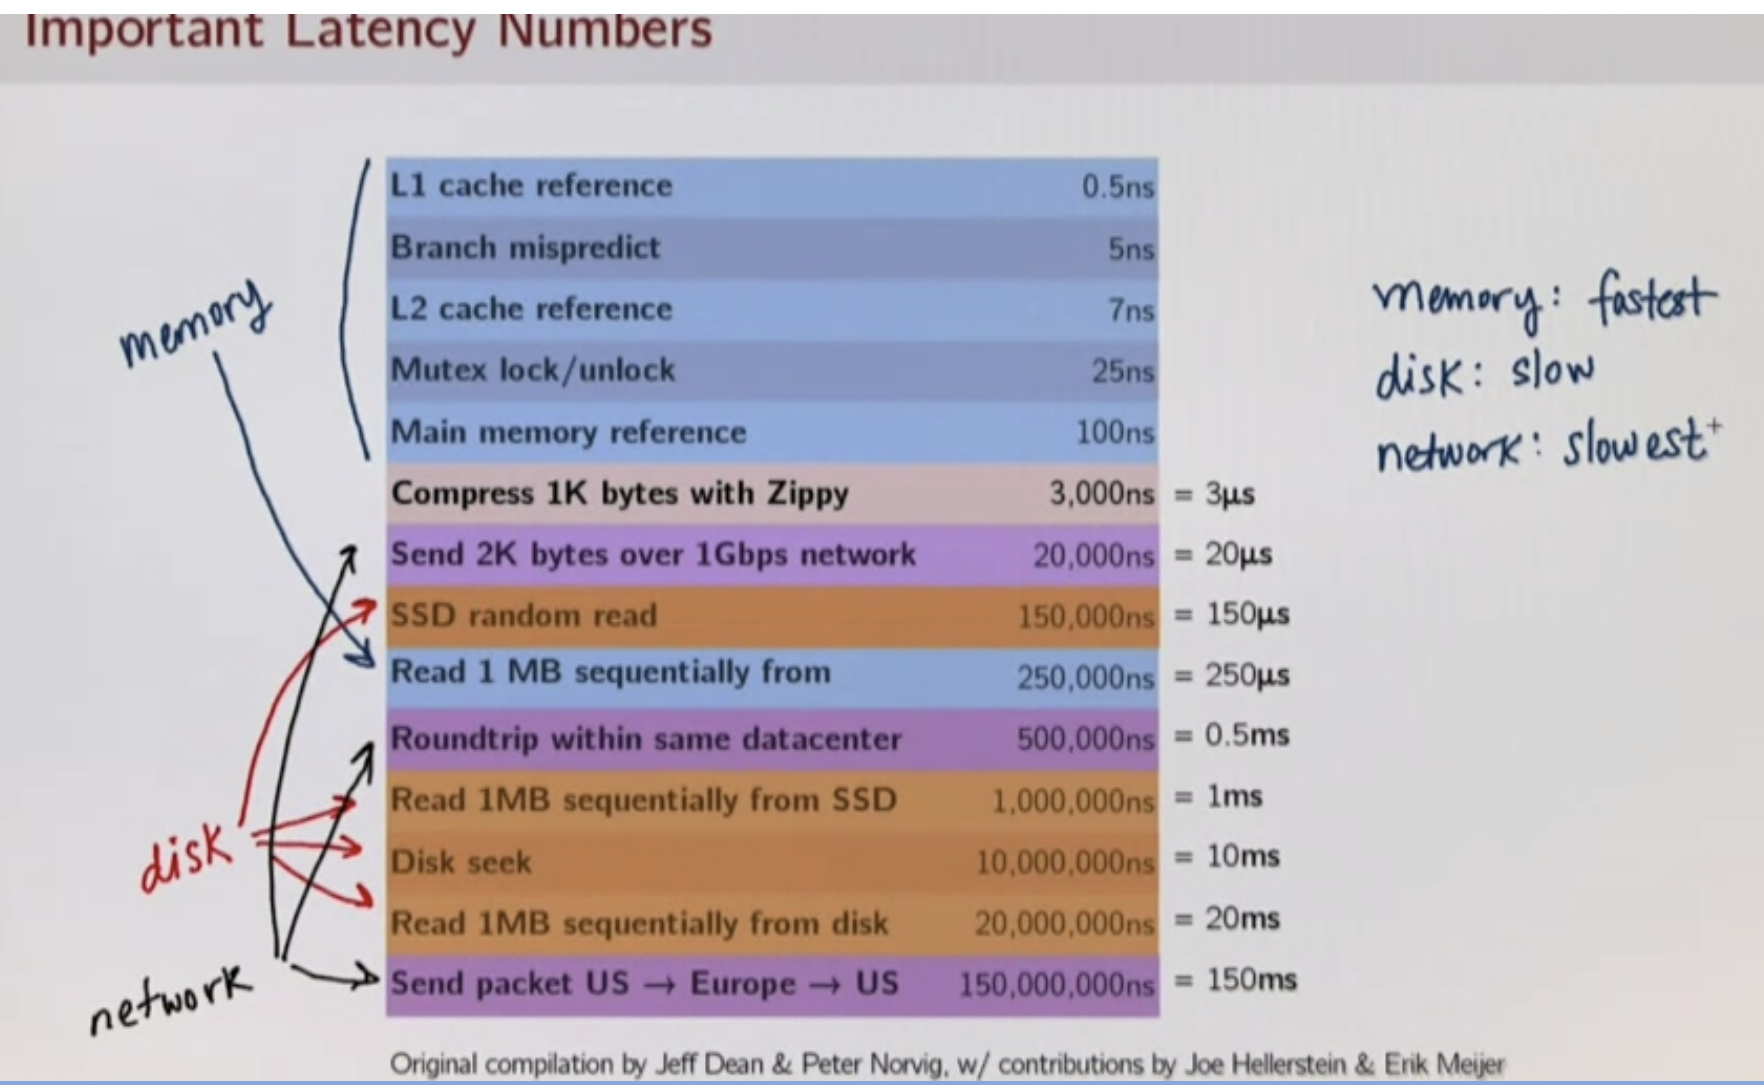 Important Latency Numbers
L1 cache reference 0.5ns
Branch mispredict 5ns
L2 cache reference 7ns
Mutex lock/unlock 25ns
Main memory reference 100ns
Compress 1K bytes with Zippy 3,000ns = 3µs
Send 2K bytes over 1Gbps network 20,000ns = 20µs
SSD random read 150,000ns = 150µs
Read 1 MB sequentially from 250,000ns = 250µs
Roundtrip within same datacenter 500,000ns = 0.5ms
Read 1MB sequentially from SSD 1,000,000ns = 1ms
Disk seek 10,000,000ns = 10ms
Read 1MB sequentially from disk 20,000,000ns = 20ms
Send packet US → Europe → US 150,000,000ns = 150ms
memory
disk
network
memory: fastest
disk: slow
network: slowest
Original compilation by Jeff Dean & Peter Norvig, w/ contributions by Joe Hellerstein & Erik Meijer